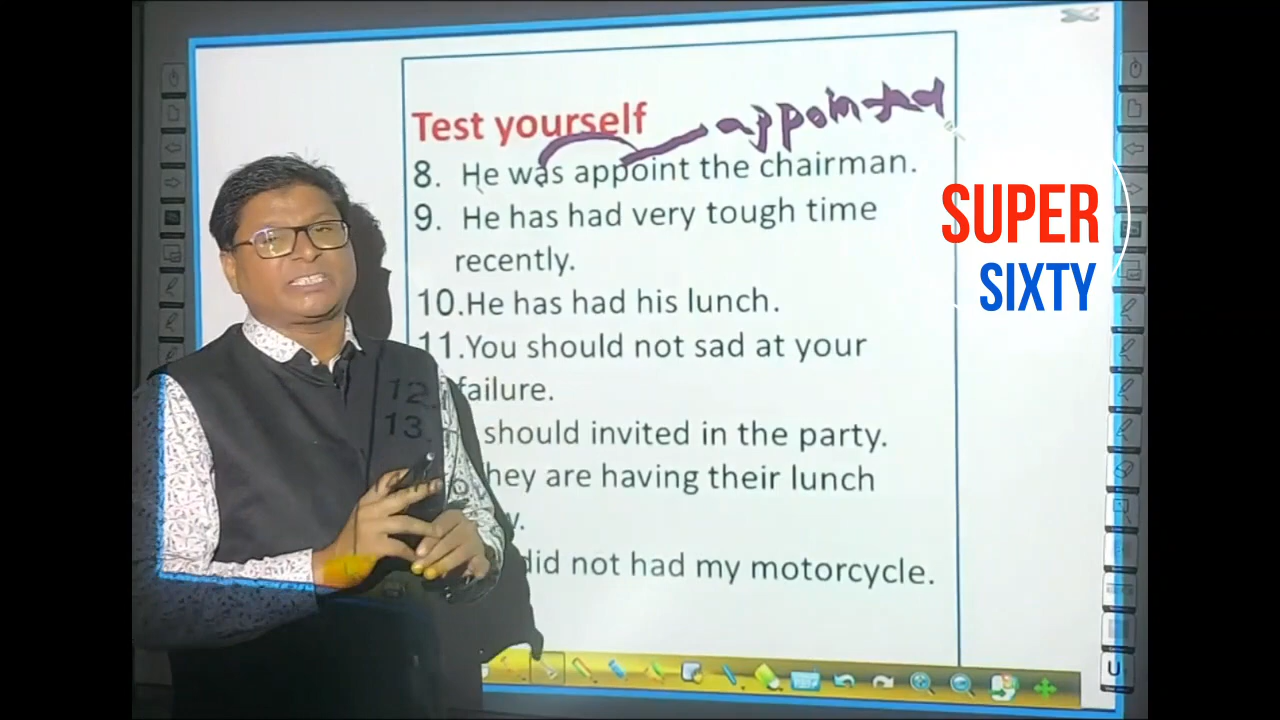 Test yourself
appointed
8. He was appoint the chairman.
9. He has had very tough time
recently.
10.He has had his lunch.
11.You should not sad at your
failure.
12.
should invited in the party.
13.
hey are having their lunch
did not had my motorcycle.
SUPER
SIXTY